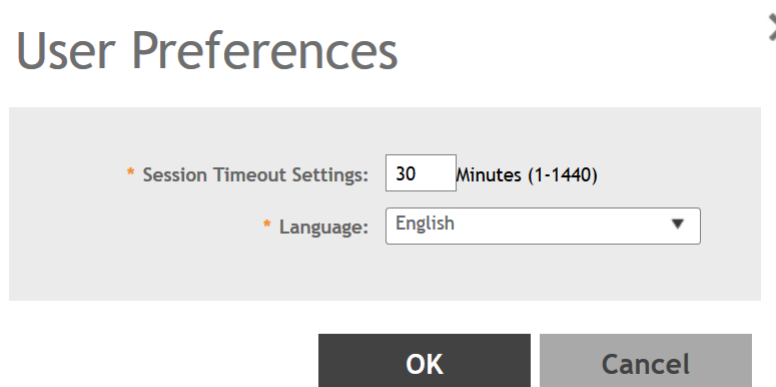 User Preferences
* Session Timeout Settings: 30 Minutes (1-1440)
* Language: English
OK Cancel